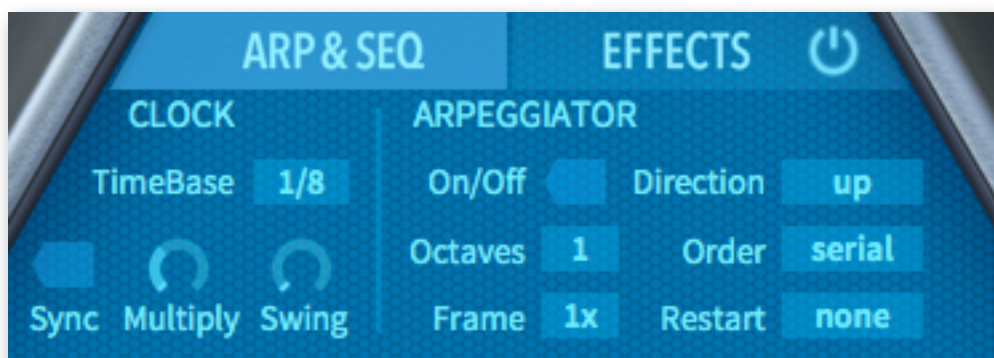 ARP & SEQ EFFECTS
CLOCK ARPEGGIATOR
TimeBase 1/8 On/Off Direction up
Octaves 1 Order serial
Sync Multiply Swing Frame 1x Restart none